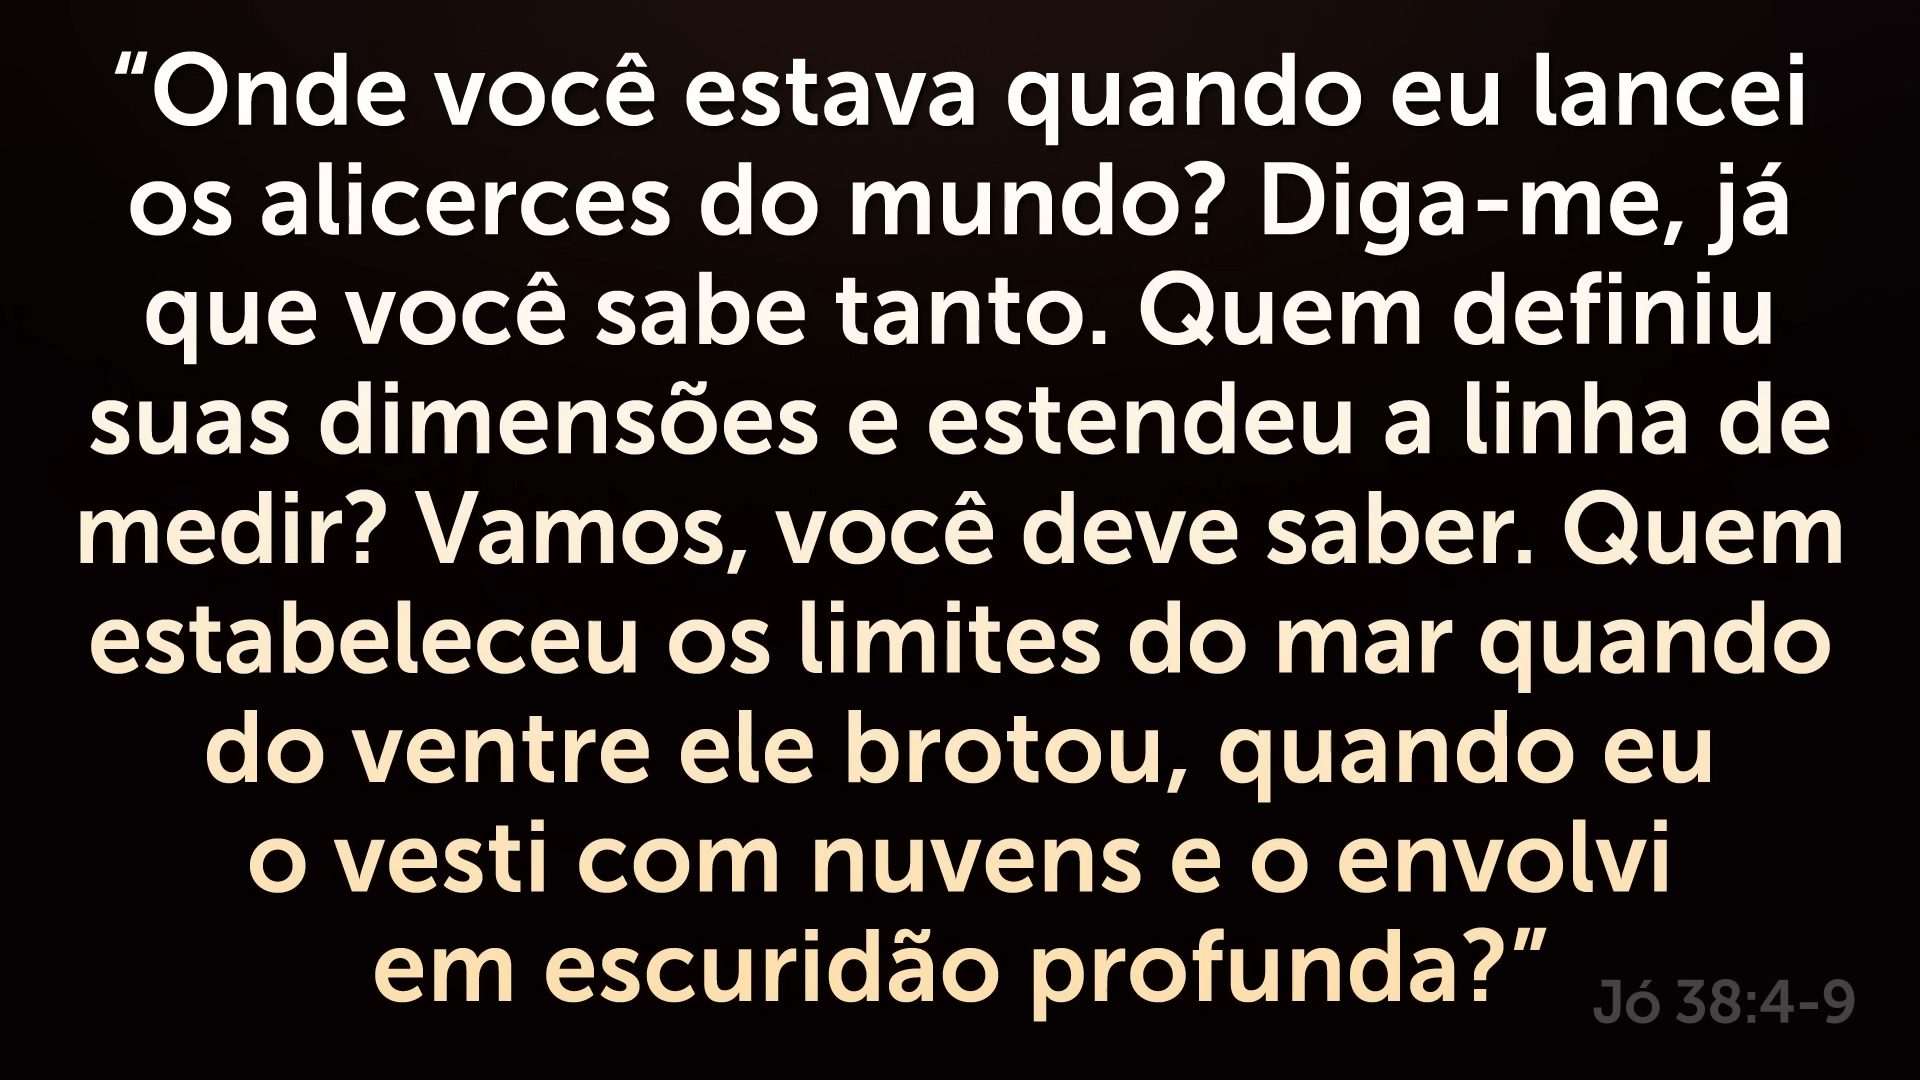 “Onde você estava quando eu lancei
os alicerces do mundo? Diga-me, já
que você sabe tanto. Quem definiu
suas dimensões e estendeu a linha de
medir? Vamos, você deve saber. Quem
estabeleceu os limites do mar quando
do ventre ele brotou, quando eu
o vesti com nuvens e o envolvi
em escuridão profunda?”
Jó 38:4-9